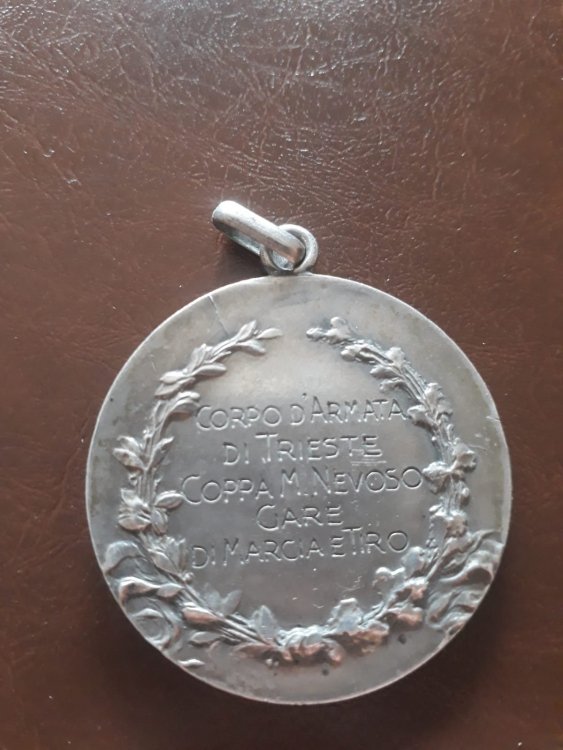 CORPO D'ARMATA
DI TRIESTE
COPPA M. NEVOSO
GARE
DI MARCIA E TIRO